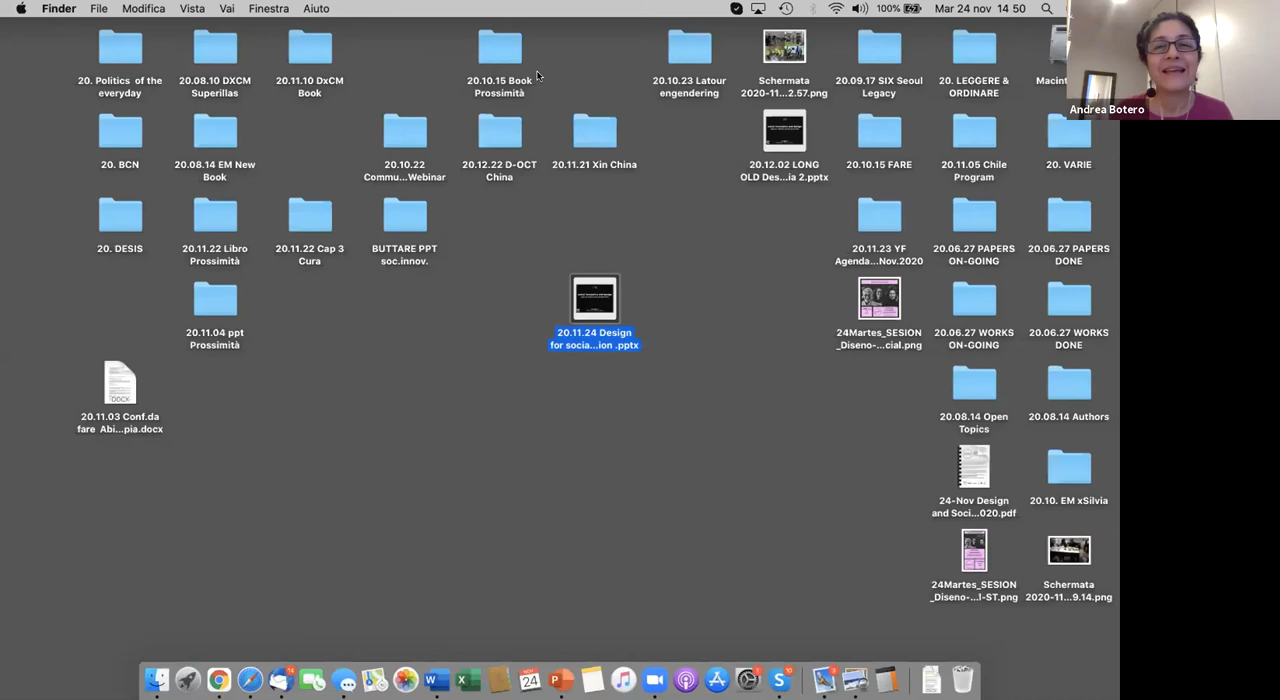 Finder File Modifica Vista Vai Finestra Aiuto
100% Mar 24 nov 14 50
Andrea Botero
20. Politics of the
everyday
20.08.10 DXCM
Superillas
20.11.10 DxCM
Book
20.10.15 Book
Prossimità
20.10.23 Latour
engendering
Schermata
2020-11...2.57.png
20.09.17 SIX Seoul
Legacy
20. LEGGERE &
ORDINARE
Macint
20. BCN
20.08.14 EM New
Book
20.10.22
Commu...Webinar
20.12.22 D-OCT
China
20.11.21 Xin China
20.12.02 LONG
OLD Des...ia 2.pptx
20.10.15 FARE
20.11.05 Chile
Program
20. VARIE
20. DESIS
20.11.22 Libro
Prossimità
20.11.22 Cap 3
Cura
BUTTARE PPT
soc.innov.
20.11.23 YF
Agenda...Nov.2020
20.06.27 PAPERS
ON-GOING
20.06.27 PAPERS
DONE
20.11.04 ppt
Prossimità
20.11.24 Design
for socia...ion .pptx
24Martes_SESION
_Diseno-...cial.png
20.06.27 WORKS
ON-GOING
20.06.27 WORKS
DONE
DOCX
20.11.03 Conf.da
fare Abi...pia.docx
20.08.14 Open
Topics
20.08.14 Authors
24-Nov Design
and Soci...020.pdf
20.10. EM xSilvia
24Martes_SESION
_Diseno-...l-ST.png
Schermata
2020-11...9.14.png
NOV
24